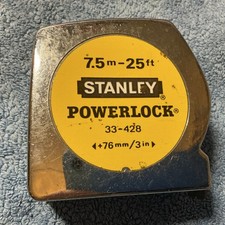 7.5m-25ft
STANLEY
POWERLOCK®
33-428
◀+76mm/3in▶